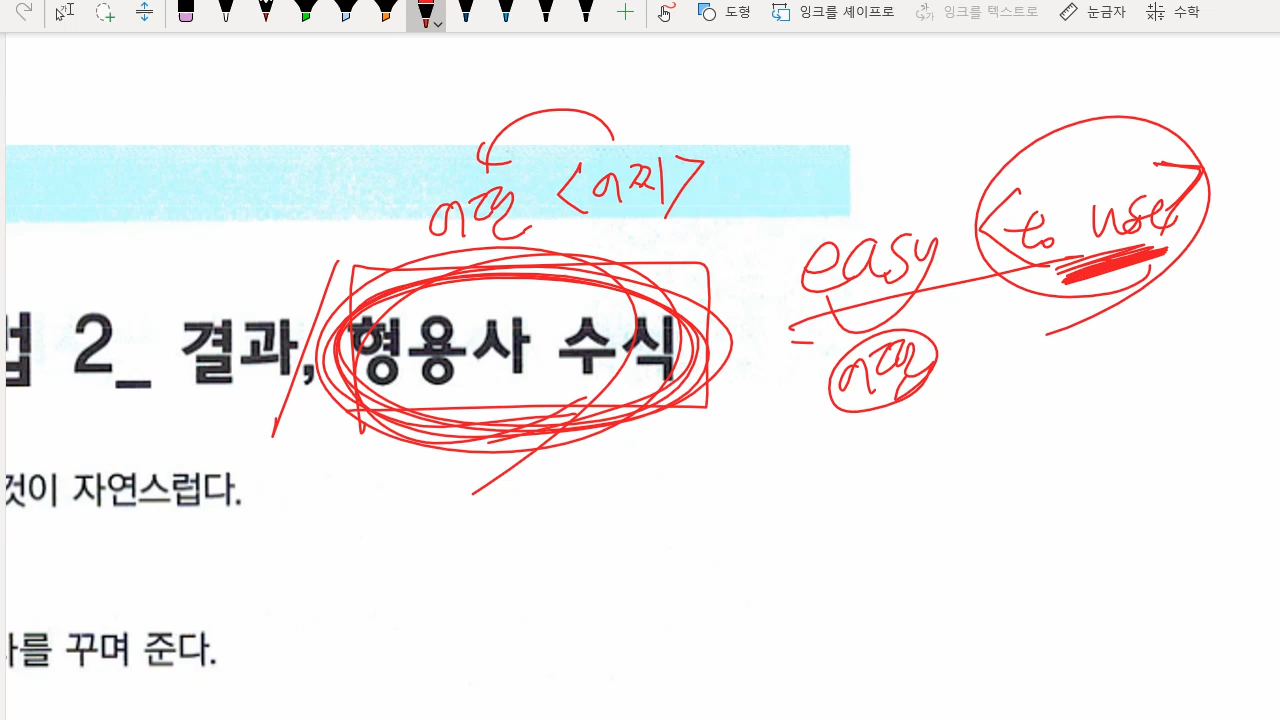 도형 잉크를 셰이프로 잉크를 텍스트로 눈금자 수학
어떤 <어찌>
easy <to use>
어떤
법 2_ 결과, 형용사 수식
것이 자연스럽다.
를 꾸며 준다.